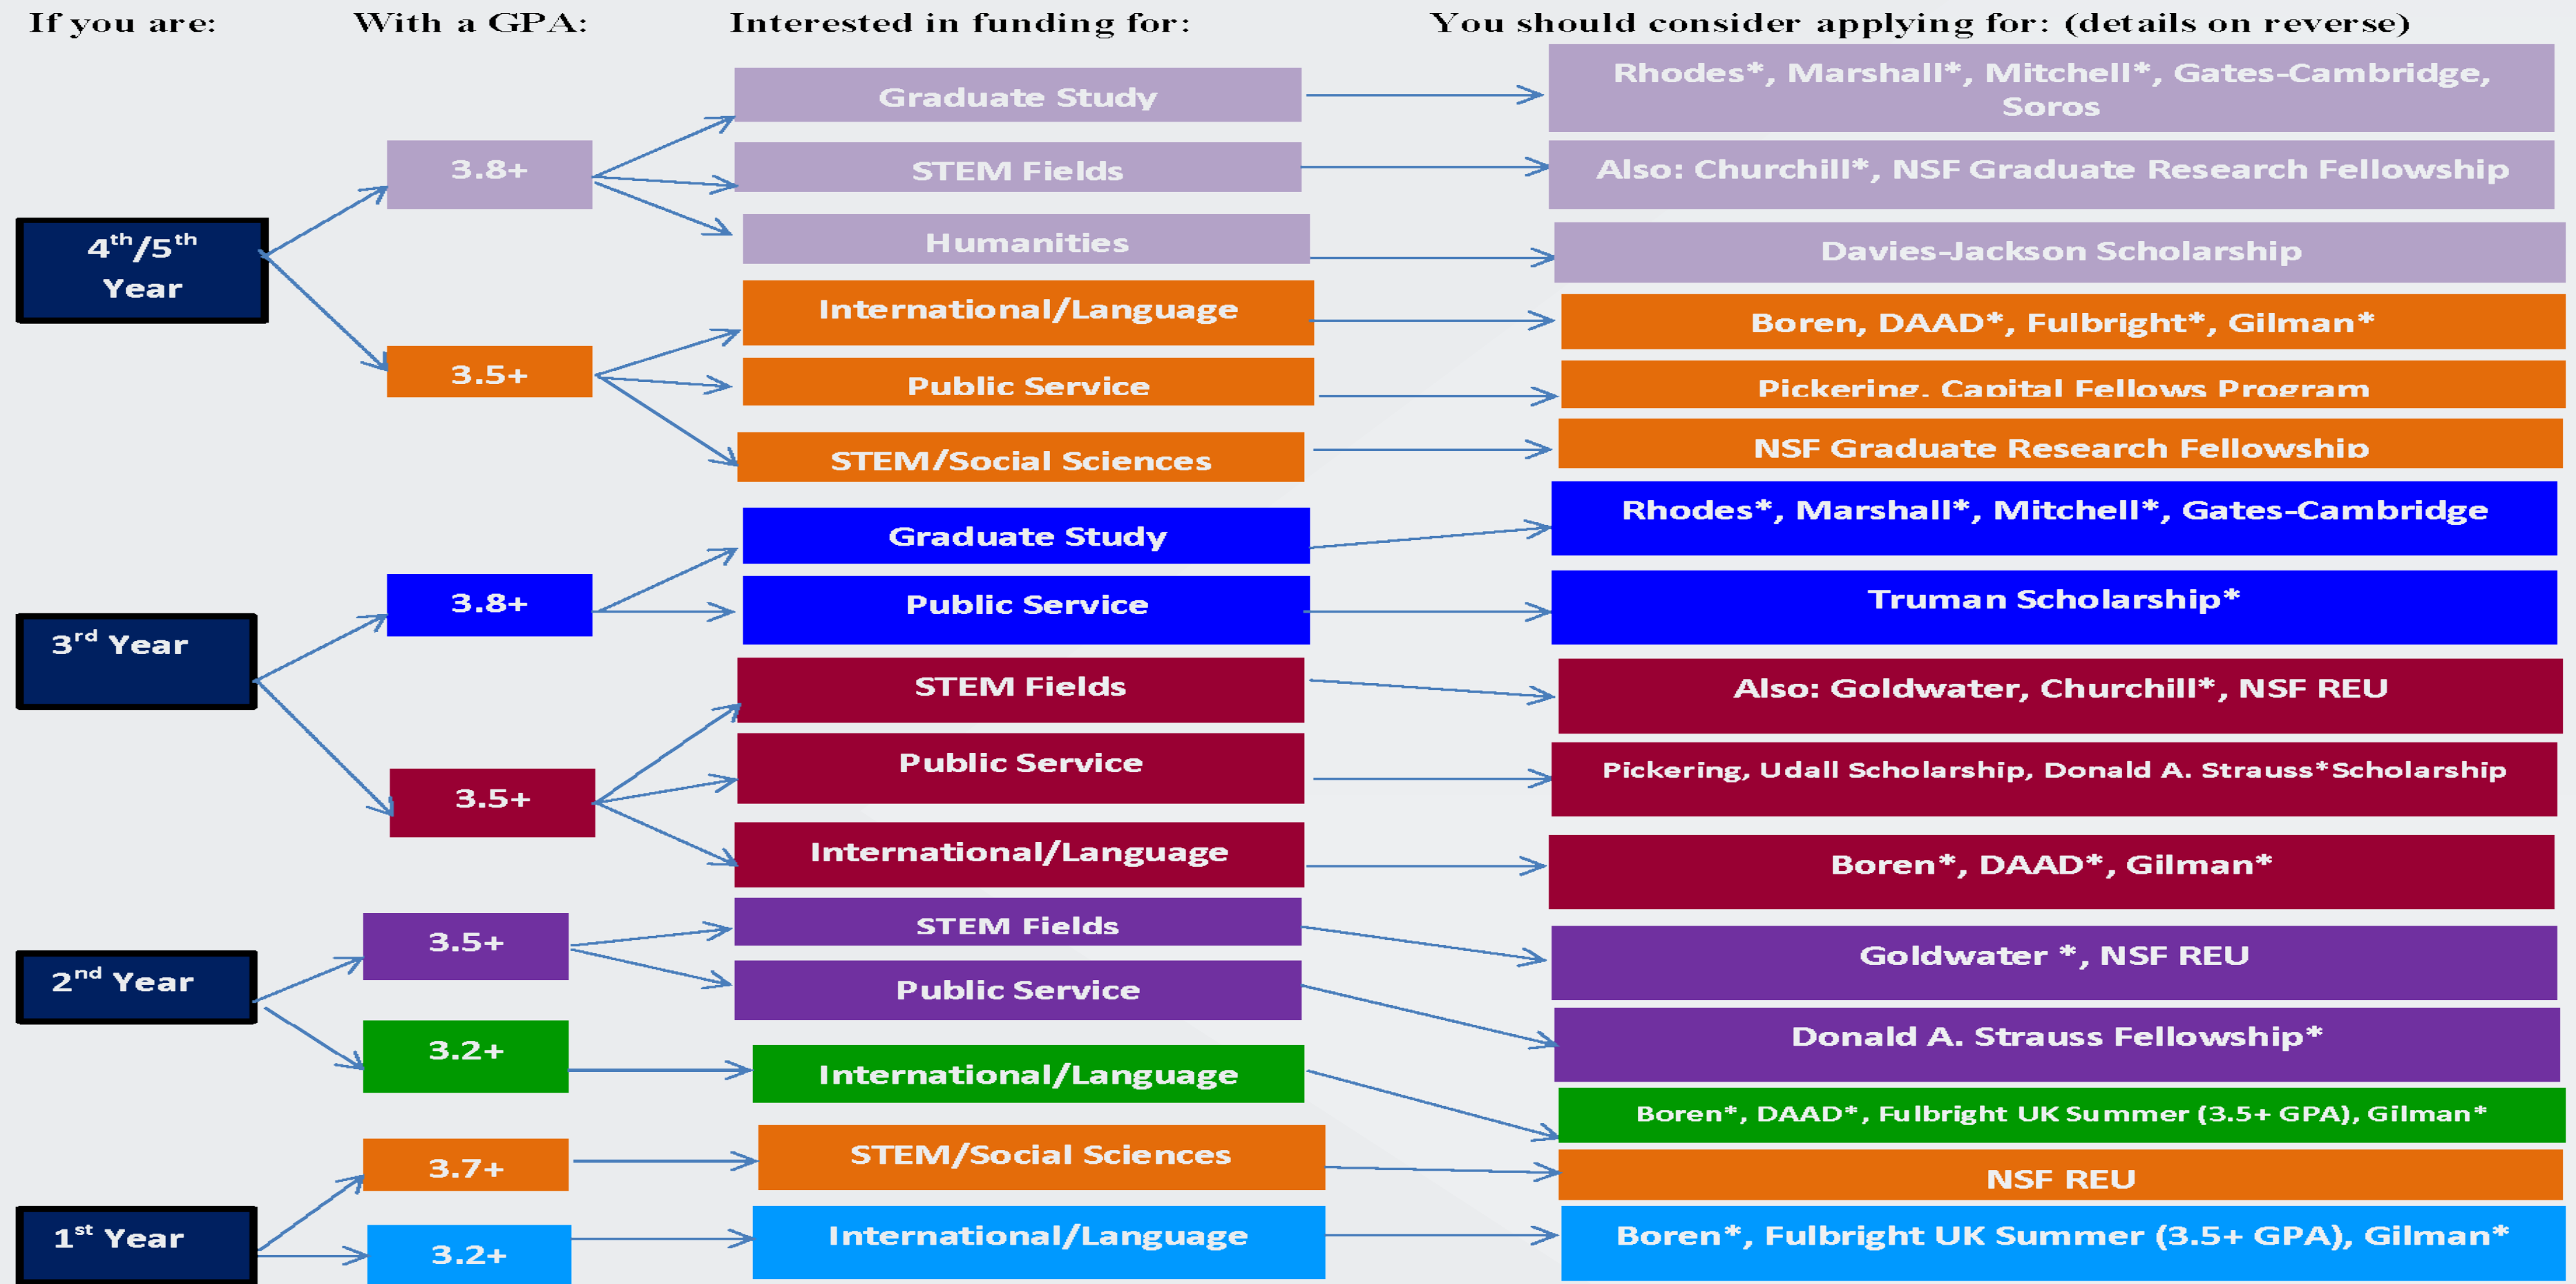 If you are:
With a GPA:
Interested in funding for:
You should consider applying for: (details on reverse)
4th/5th
Year
3.8+
Graduate Study
Rhodes*, Marshall*, Mitchell*, Gates-Cambridge,
Soros
STEM Fields
Also: Churchill*, NSF Graduate Research Fellowship
Humanities
Davies-Jackson Scholarship
3.5+
International/Language
Boren, DAAD*, Fulbright*, Gilman*
Public Service
Pickering, Capital Fellows Program
STEM/Social Sciences
NSF Graduate Research Fellowship
3rd Year
3.8+
Graduate Study
Rhodes*, Marshall*, Mitchell*, Gates-Cambridge
Public Service
Truman Scholarship*
3.5+
STEM Fields
Also: Goldwater, Churchill*, NSF REU
Public Service
Pickering, Udall Scholarship, Donald A. Strauss*Scholarship
International/Language
Boren*, DAAD*, Gilman*
2nd Year
3.5+
STEM Fields
Goldwater *, NSF REU
Public Service
Donald A. Strauss Fellowship*
3.2+
International/Language
Boren*, DAAD*, Fulbright UK Summer (3.5+ GPA), Gilman*
1st Year
3.7+
STEM/Social Sciences
NSF REU
3.2+
International/Language
Boren*, Fulbright UK Summer (3.5+ GPA), Gilman*